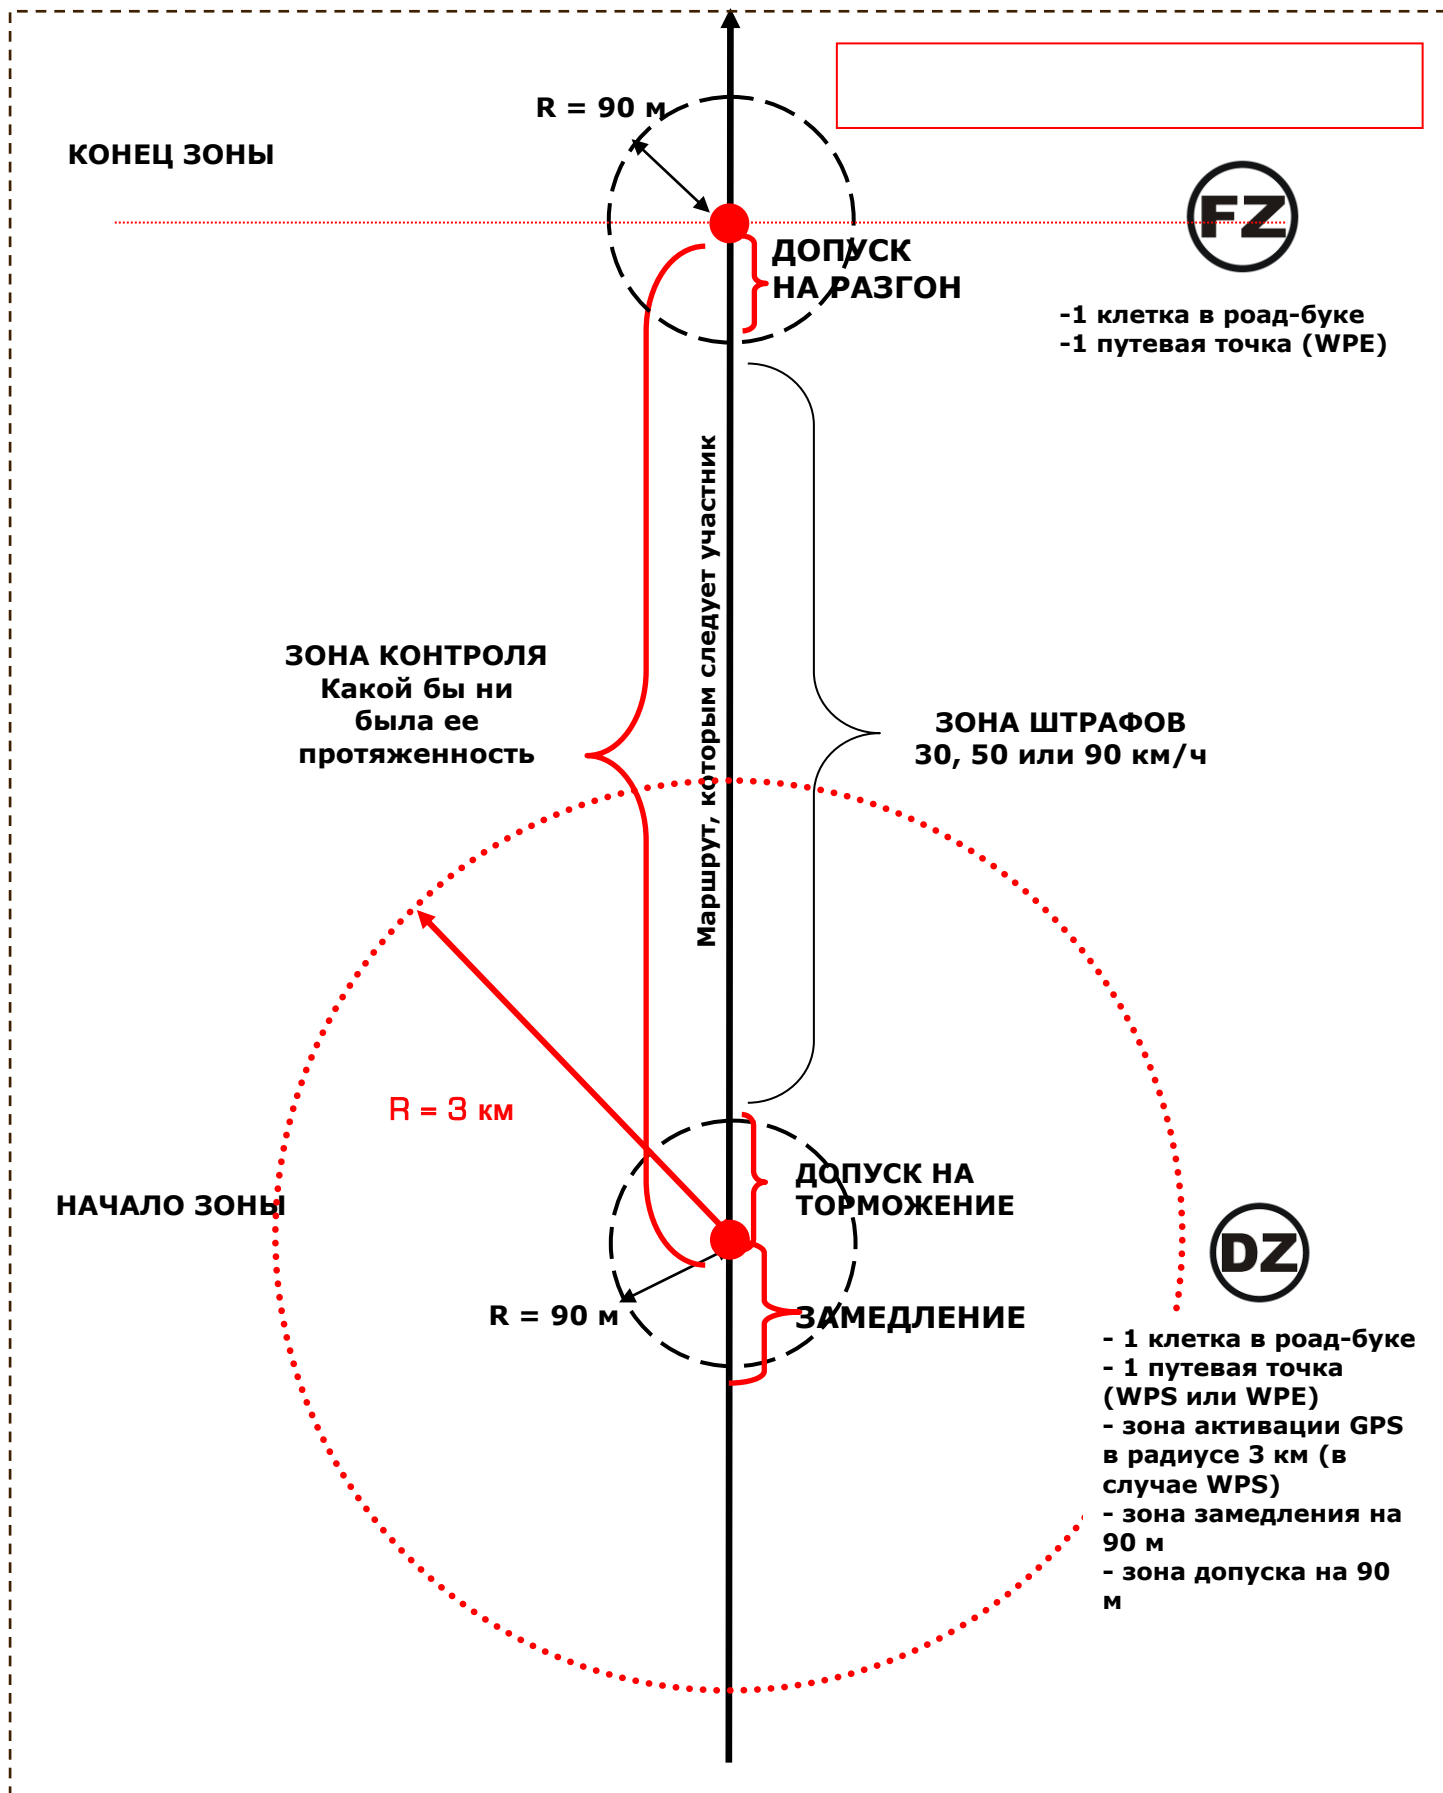 R = 90 м
КОНЕЦ ЗОНЫ
FZ
ДОПУСК
НА РАЗГОН
-1 клетка в роад-буке
-1 путевая точка (WPE)
Маршрут, которым следует участник
ЗОНА КОНТРОЛЯ
Какой бы ни
была ее
протяженность
ЗОНА ШТРАФОВ
30, 50 или 90 км/ч
R = 3 км
ДОПУСК НА
ТОРМОЖЕНИЕ
НАЧАЛО ЗОНЫ
DZ
R = 90 м
ЗАМЕДЛЕНИЕ
- 1 клетка в роад-буке
- 1 путевая точка
(WPS или WPE)
- зона активации GPS
в радиусе 3 км (в
случае WPS)
- зона замедления на
90 м
- зона допуска на 90
м